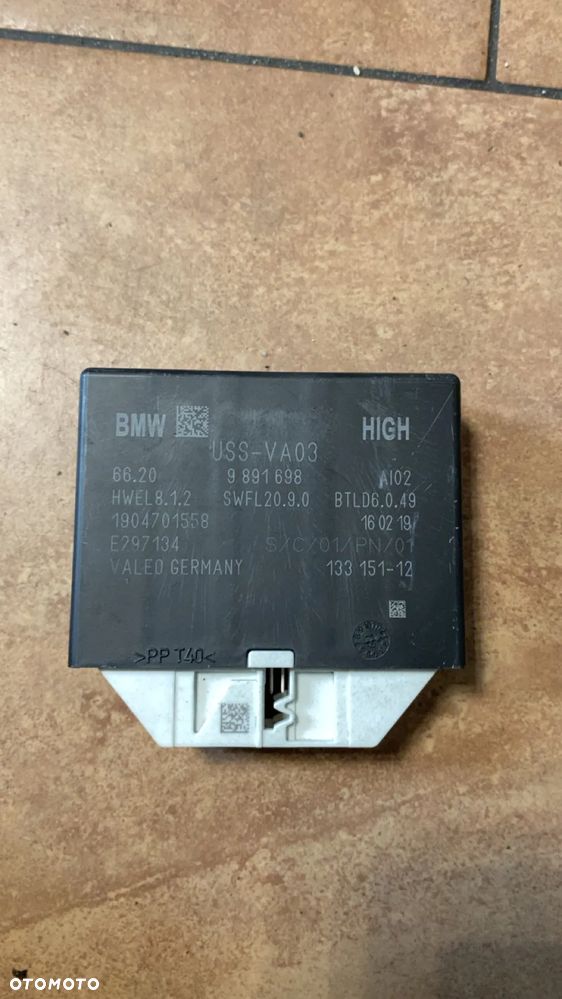 BMW HIGH
USS-VA03
66.20 9 891 698 AI02
HWEL8.1.2 SWFL20.9.0 BTLD6.0.49
1904701558 16 02 19
E297134 S/C/01/PN/01
VALEO GERMANY 133 151-12
>PP T40<
OTOMOTO